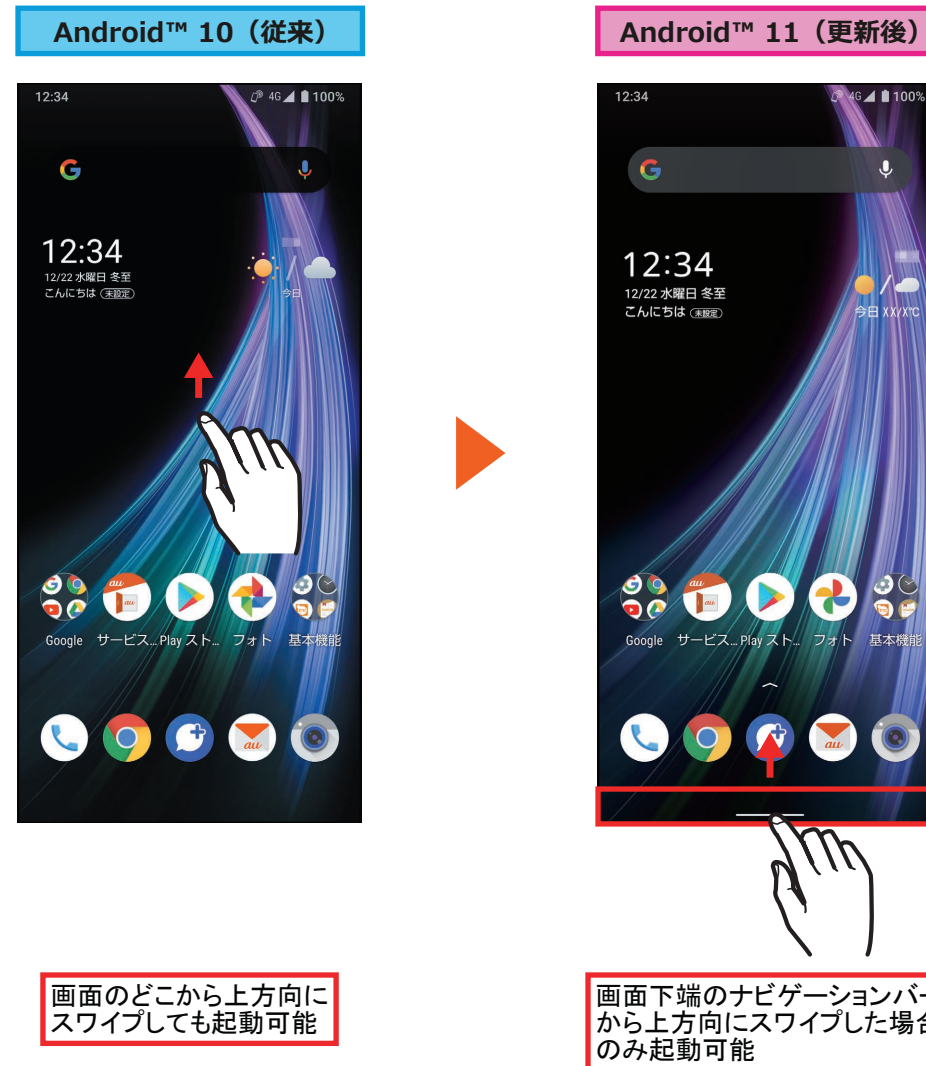 Android™ 10（従来）
Android™ 11（更新後）
12:34
4G
100%
12:34
4G
100%
12:34
12/22 水曜日 冬至
こんにちは 未設定
今日
12:34
12/22 水曜日 冬至
こんにちは 未設定
今日 XX/X°C
Google サービス… Play スト… フォト 基本機能
Google サービス… Play スト… フォト 基本機能
au
au
au
au
au
au
画面のどこから上方向に
スワイプしても起動可能
画面下端のナビゲーションバー
から上方向にスワイプした場合
のみ起動可能